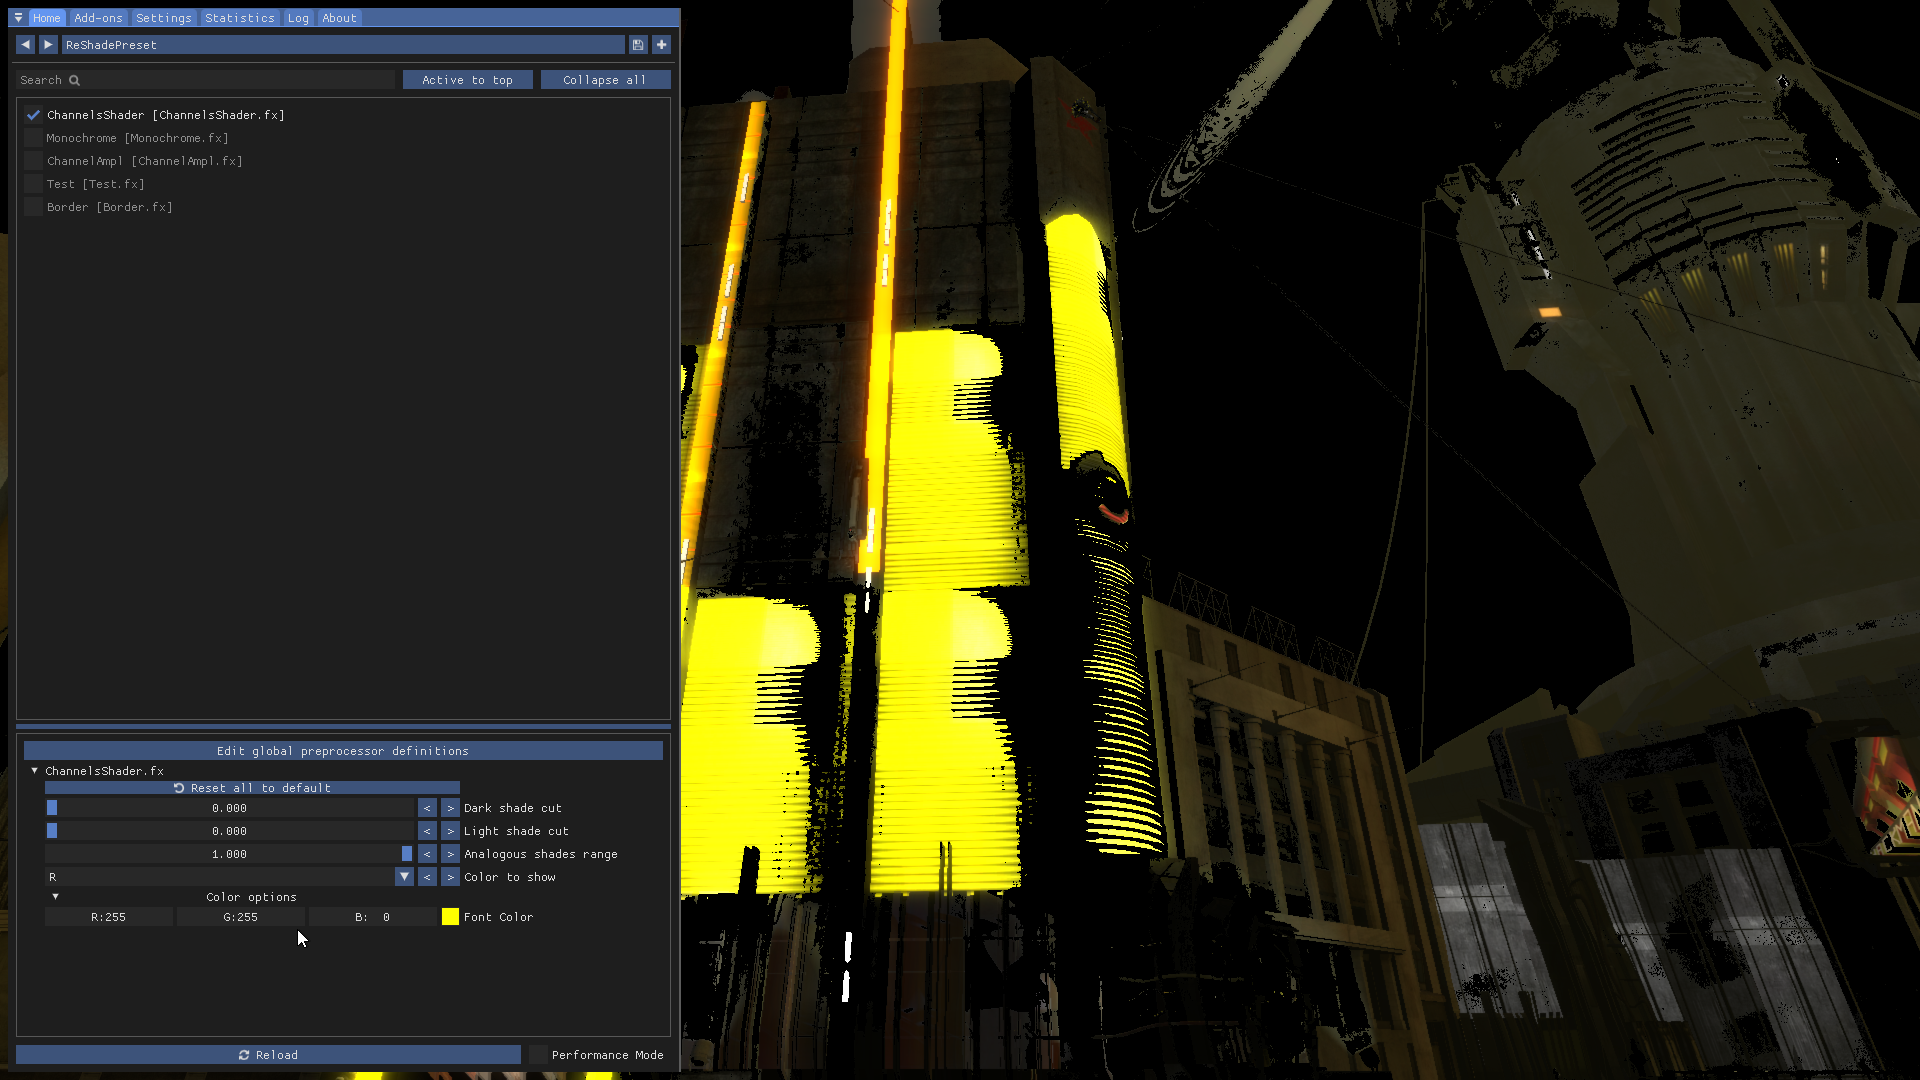 Home Add-ons Settings Statistics Log About
ReShadePreset
Search Active to top Collapse all
ChannelsShader [ChannelsShader.fx]
Monochrome [Monochrome.fx]
ChannelAmpl [ChannelAmpl.fx]
Test [Test.fx]
Border [Border.fx]
Edit global preprocessor definitions
ChannelsShader.fx
Reset all to default
0.000 < > Dark shade cut
0.000 < > Light shade cut
1.000 < > Analogous shades range
R < > Color to show
Color options
R:255 G:255 B: 0 Font Color
Reload Performance Mode